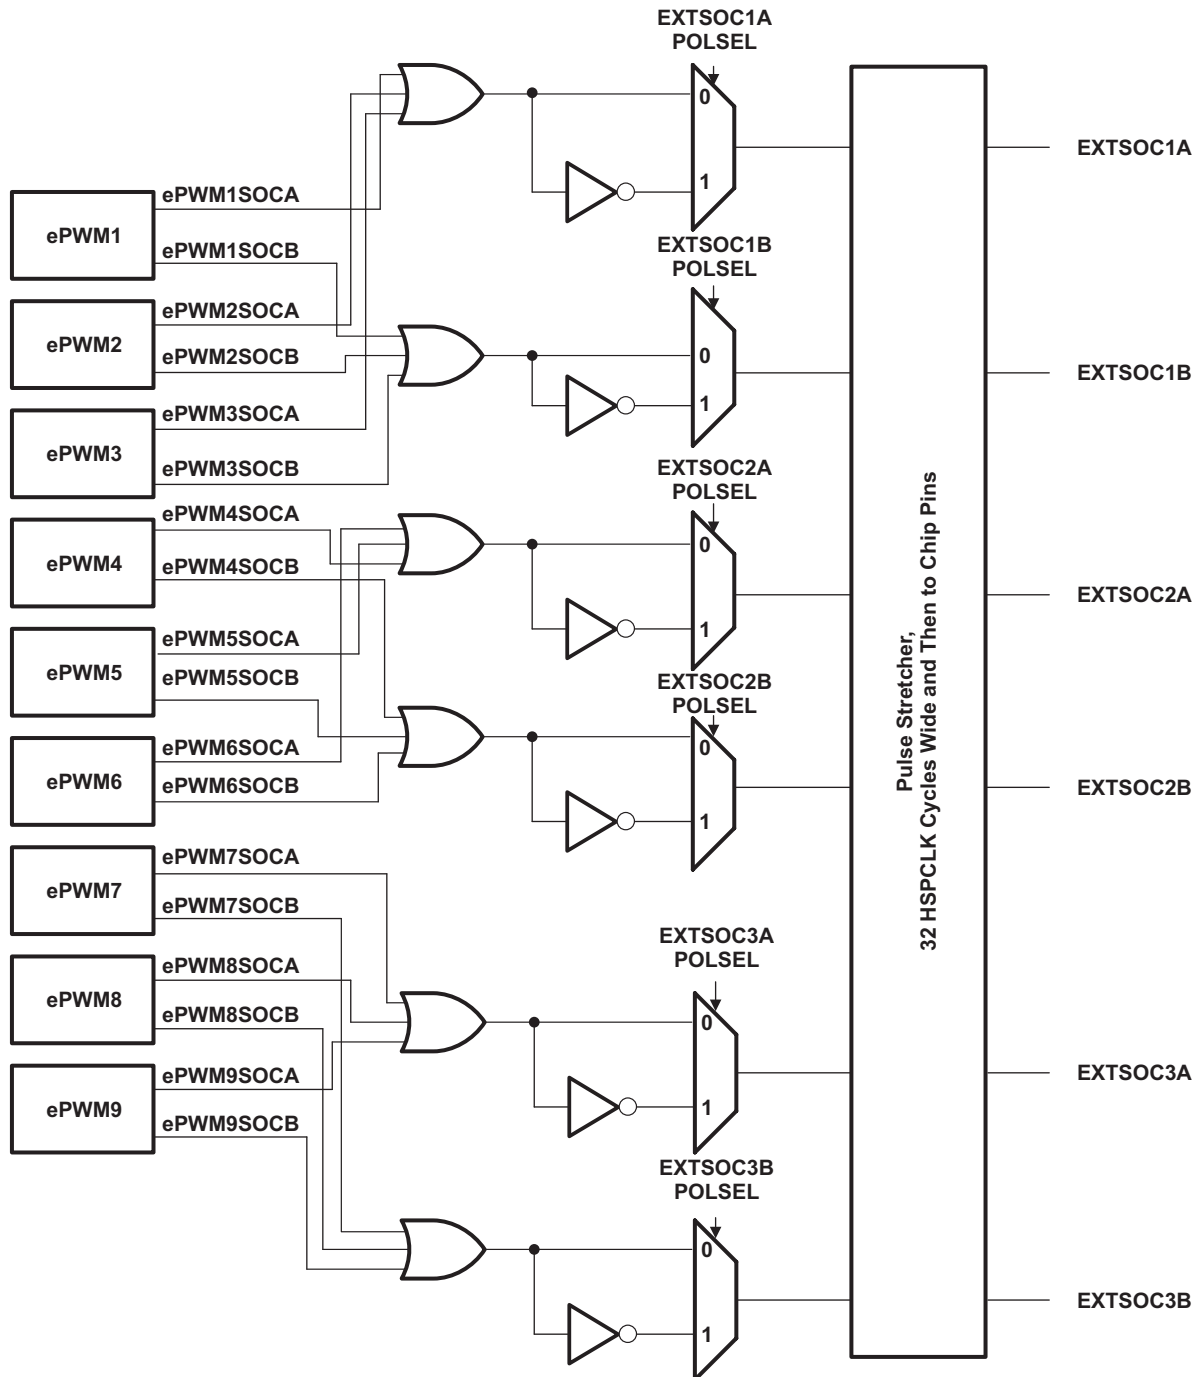 EXTSOC1A
POLSEL
0
1
EXTSOC1A
ePWM1
ePWM1SOCA
ePWM1SOCB
EXTSOC1B
POLSEL
0
1
EXTSOC1B
ePWM2
ePWM2SOCA
ePWM2SOCB
ePWM3
ePWM3SOCA
ePWM3SOCB
EXTSOC2A
POLSEL
0
1
EXTSOC2A
ePWM4
ePWM4SOCA
ePWM4SOCB
ePWM5
ePWM5SOCA
ePWM5SOCB
EXTSOC2B
POLSEL
0
1
EXTSOC2B
ePWM6
ePWM6SOCA
ePWM6SOCB
Pulse Stretcher,
32 HSPCLK Cycles Wide and Then to Chip Pins
ePWM7
ePWM7SOCA
ePWM7SOCB
EXTSOC3A
POLSEL
0
1
EXTSOC3A
ePWM8
ePWM8SOCA
ePWM8SOCB
ePWM9
ePWM9SOCA
ePWM9SOCB
EXTSOC3B
POLSEL
0
1
EXTSOC3B